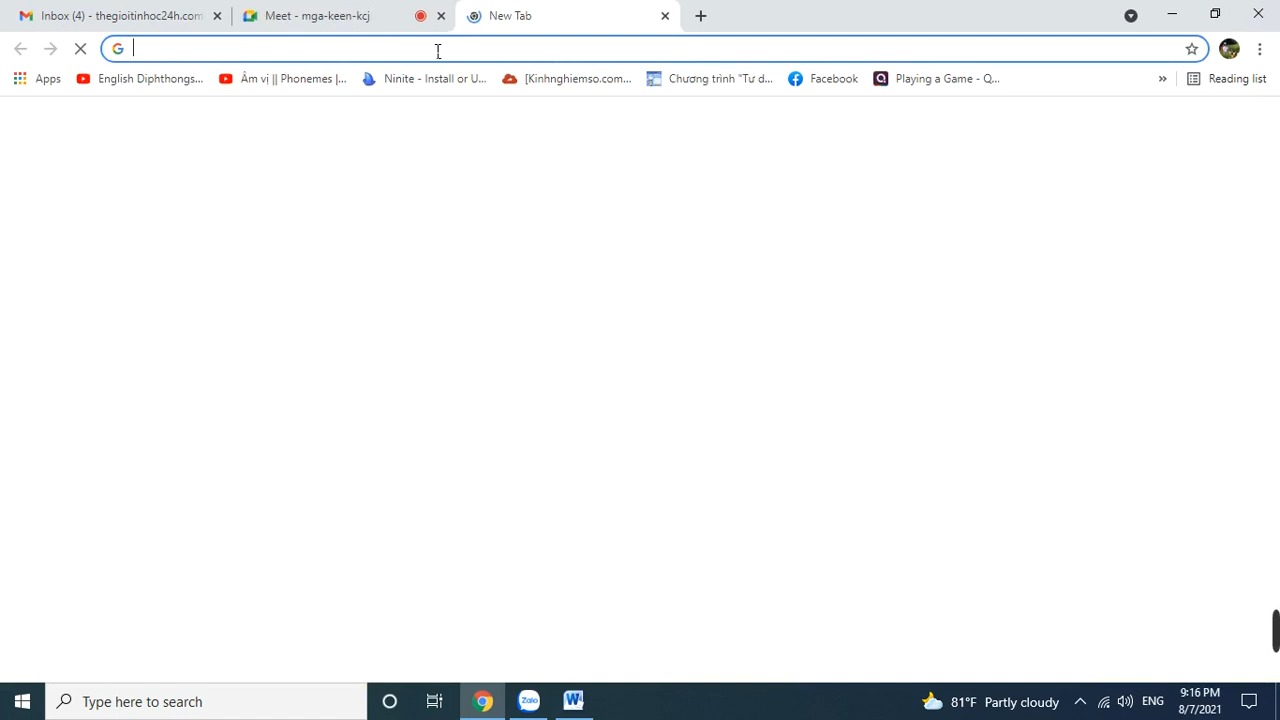 Inbox (4) - thegioitinhoc24h.com
Meet - mga-keen-kcj
New Tab
Apps
English Diphthongs...
Âm vị || Phonemes |...
Ninite - Install or U...
[Kinhnghiemso.com...
Chương trình "Tư d...
Facebook
Playing a Game - Q...
»
Reading list
Type here to search
Zalo
W
81°F Partly cloudy
ENG
9:16 PM
8/7/2021